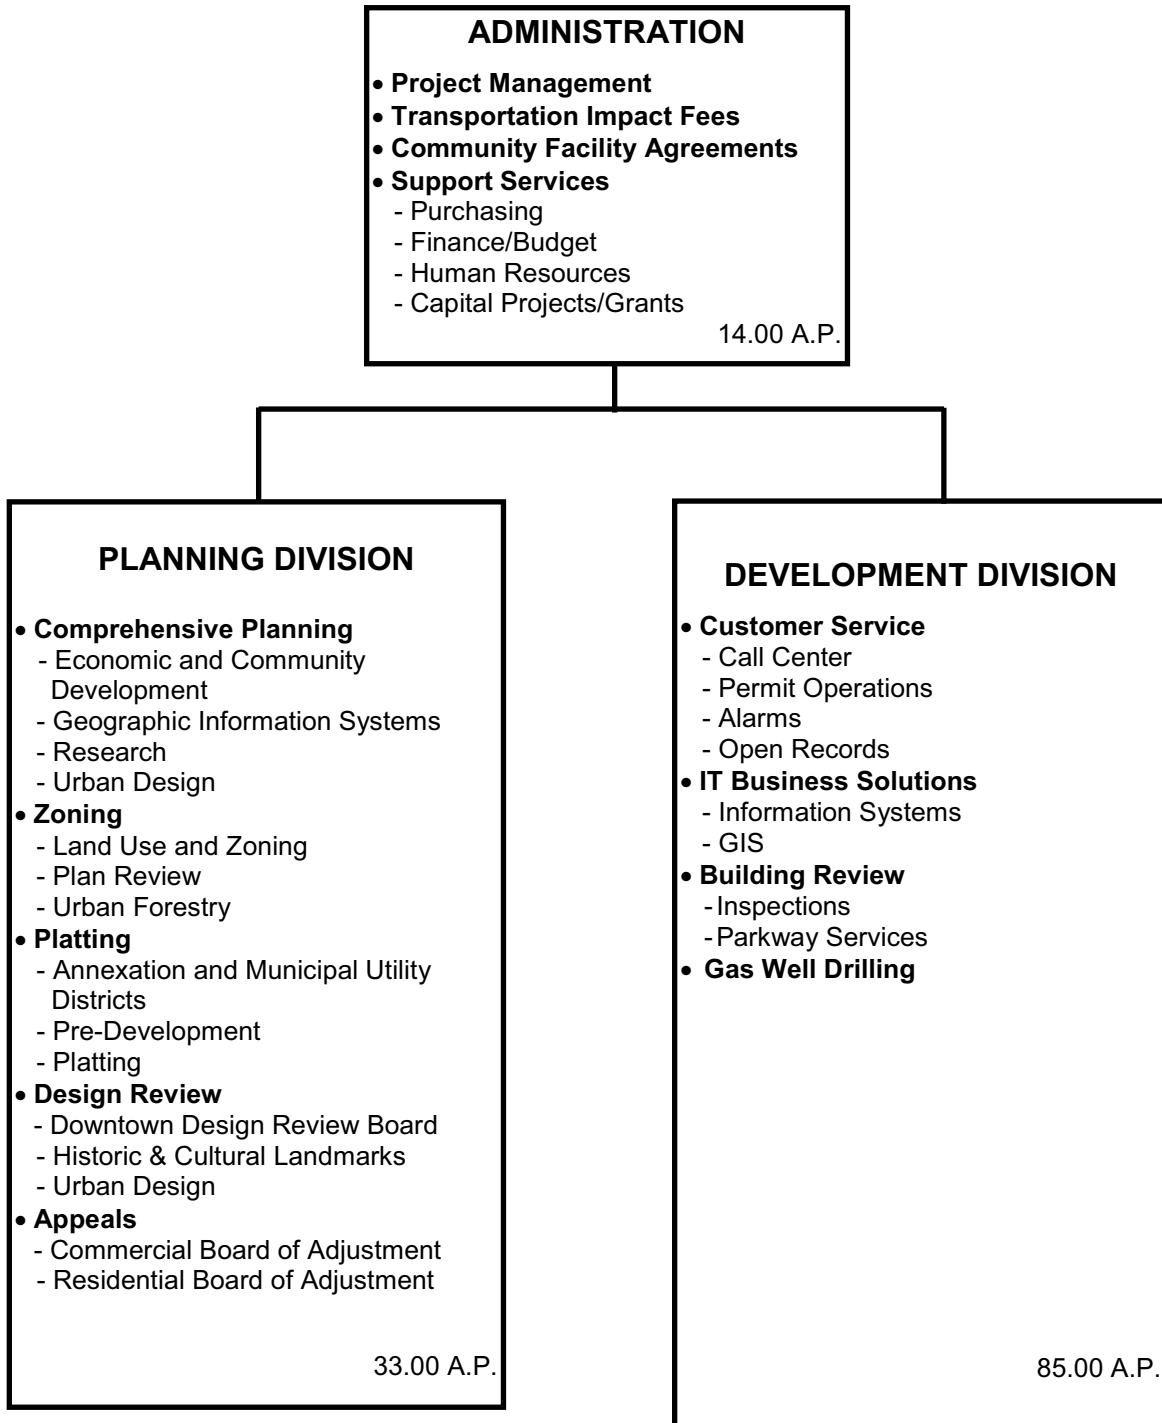 ADMINISTRATION
• Project Management
• Transportation Impact Fees
• Community Facility Agreements
• Support Services
- Purchasing
- Finance/Budget
- Human Resources
- Capital Projects/Grants
14.00 A.P.
PLANNING DIVISION
• Comprehensive Planning
- Economic and Community
Development
- Geographic Information Systems
- Research
- Urban Design
• Zoning
- Land Use and Zoning
- Plan Review
- Urban Forestry
• Platting
- Annexation and Municipal Utility
Districts
- Pre-Development
- Platting
• Design Review
- Downtown Design Review Board
- Historic & Cultural Landmarks
- Urban Design
• Appeals
- Commercial Board of Adjustment
- Residential Board of Adjustment
33.00 A.P.
DEVELOPMENT DIVISION
• Customer Service
- Call Center
- Permit Operations
- Alarms
- Open Records
• IT Business Solutions
- Information Systems
- GIS
• Building Review
-Inspections
-Parkway Services
• Gas Well Drilling
85.00 A.P.